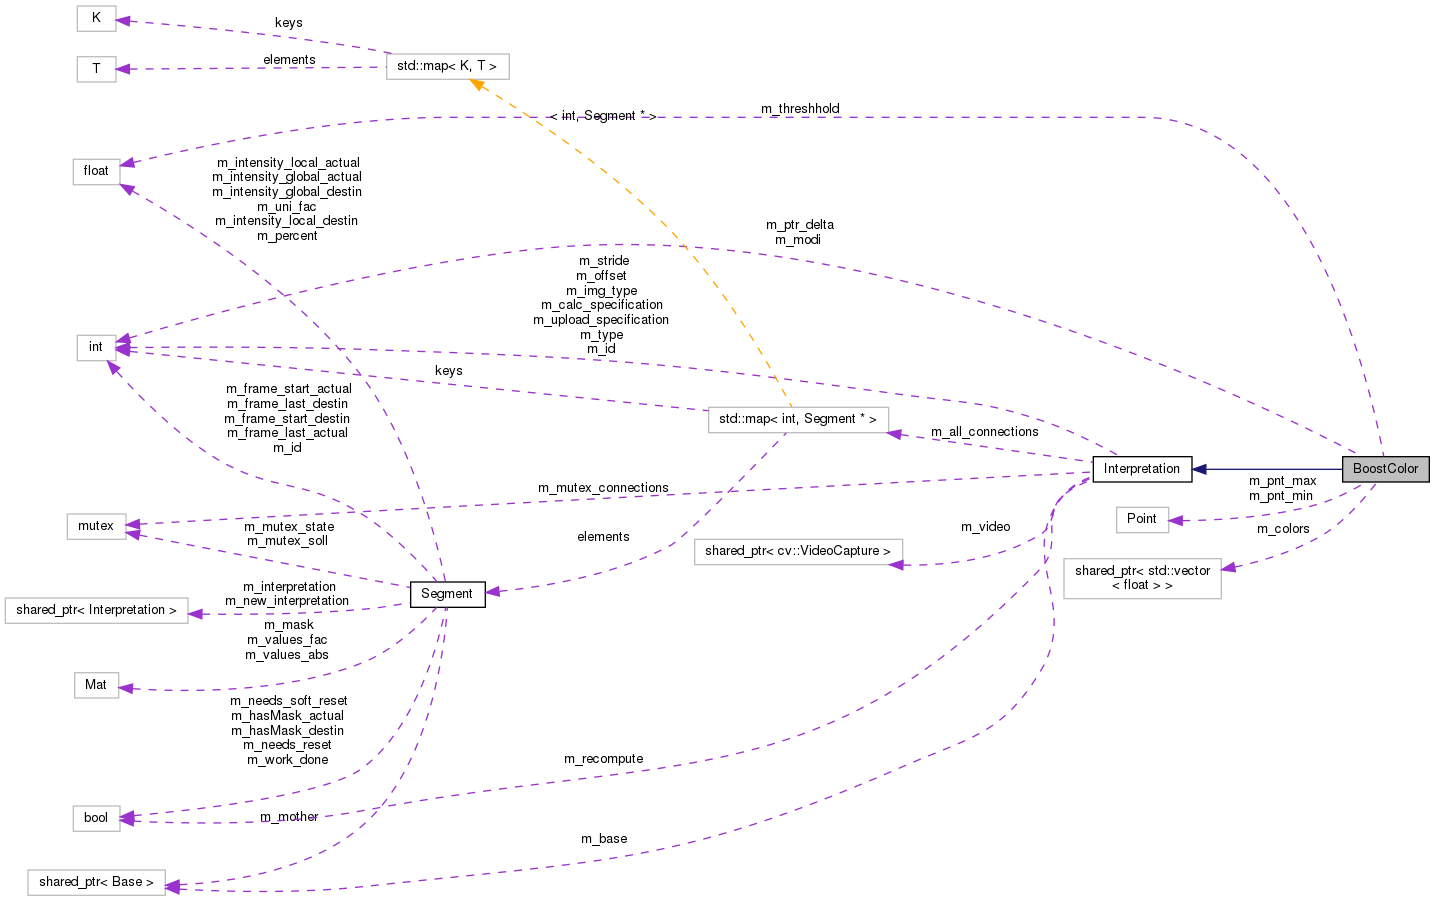 K
keys
T
elements
std::map< K, T >
< int, Segment * >
m_threshhold
float
m_intensity_local_actual
m_intensity_global_actual
m_intensity_global_destin
m_uni_fac
m_intensity_local_destin
m_percent
m_ptr_delta
m_modi
m_stride
m_offset
m_img_type
m_calc_specification
m_upload_specification
m_type
m_id
int
keys
m_frame_start_actual
m_frame_last_destin
m_frame_start_destin
m_frame_last_actual
m_id
std::map< int, Segment * >
m_all_connections
Interpretation
BoostColor
m_pnt_max
m_pnt_min
Point
m_colors
shared_ptr< std::vector
< float > >
m_mutex_connections
mutex
m_mutex_state
m_mutex_soll
elements
m_video
shared_ptr< cv::VideoCapture >
Segment
m_interpretation
m_new_interpretation
shared_ptr< Interpretation >
m_mask
m_values_fac
m_values_abs
Mat
m_needs_soft_reset
m_hasMask_actual
m_hasMask_destin
m_needs_reset
m_work_done
m_recompute
bool
m_mother
m_base
shared_ptr< Base >